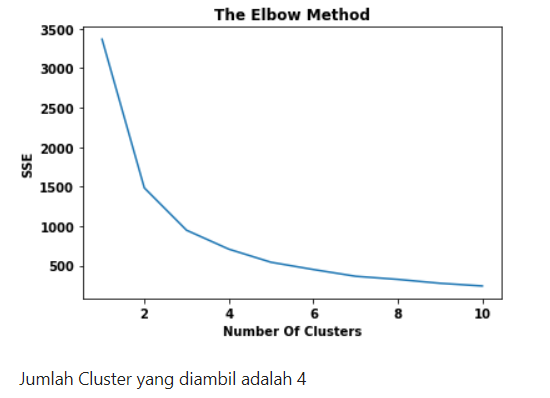 The Elbow Method
3500
3000
2500
2000
1500
1000
500
SSE
2 4 6 8 10
Number Of Clusters
Jumlah Cluster yang diambil adalah 4